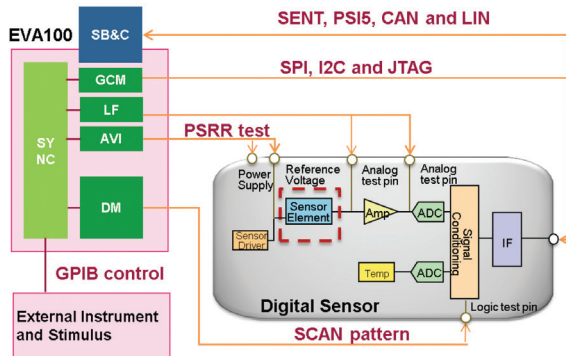 SENT, PSI5, CAN and LIN
EVA100
SB&C
SPI, I2C and JTAG
GCM
LF
PSRR test
AVI
SY
NC
DM
Power
Supply
Reference
Voltage
Analog
test pin
Analog
test pin
Sensor
Element
Amp
ADC
Signal
Conditioning
IF
Sensor
Driver
Temp
ADC
GPIB control
Digital Sensor
Logic test pin
External Instrument
and Stimulus
SCAN pattern